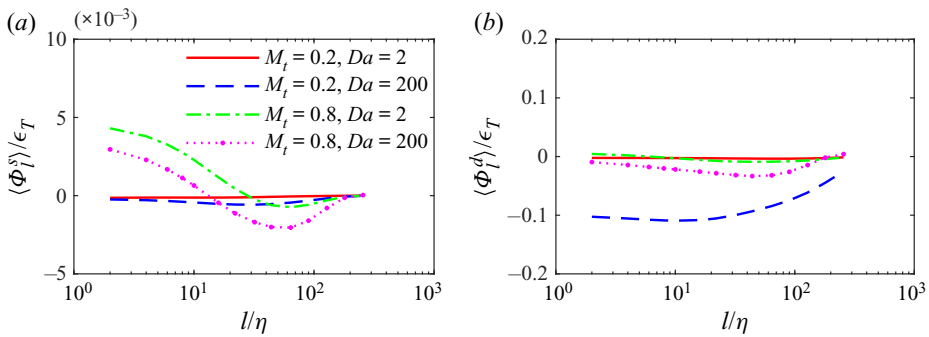 (a) (×10⁻³)
10
5
0
−5
10⁰ 10¹ 10² 10³
l/η
⟨Φₗˢ⟩/ϵ_T
M_t = 0.2, Da = 2
M_t = 0.2, Da = 200
M_t = 0.8, Da = 2
M_t = 0.8, Da = 200
(b)
0.2
0.1
0
−0.1
−0.2
10⁰ 10¹ 10² 10³
l/η
⟨Φₗᵈ⟩/ϵ_T